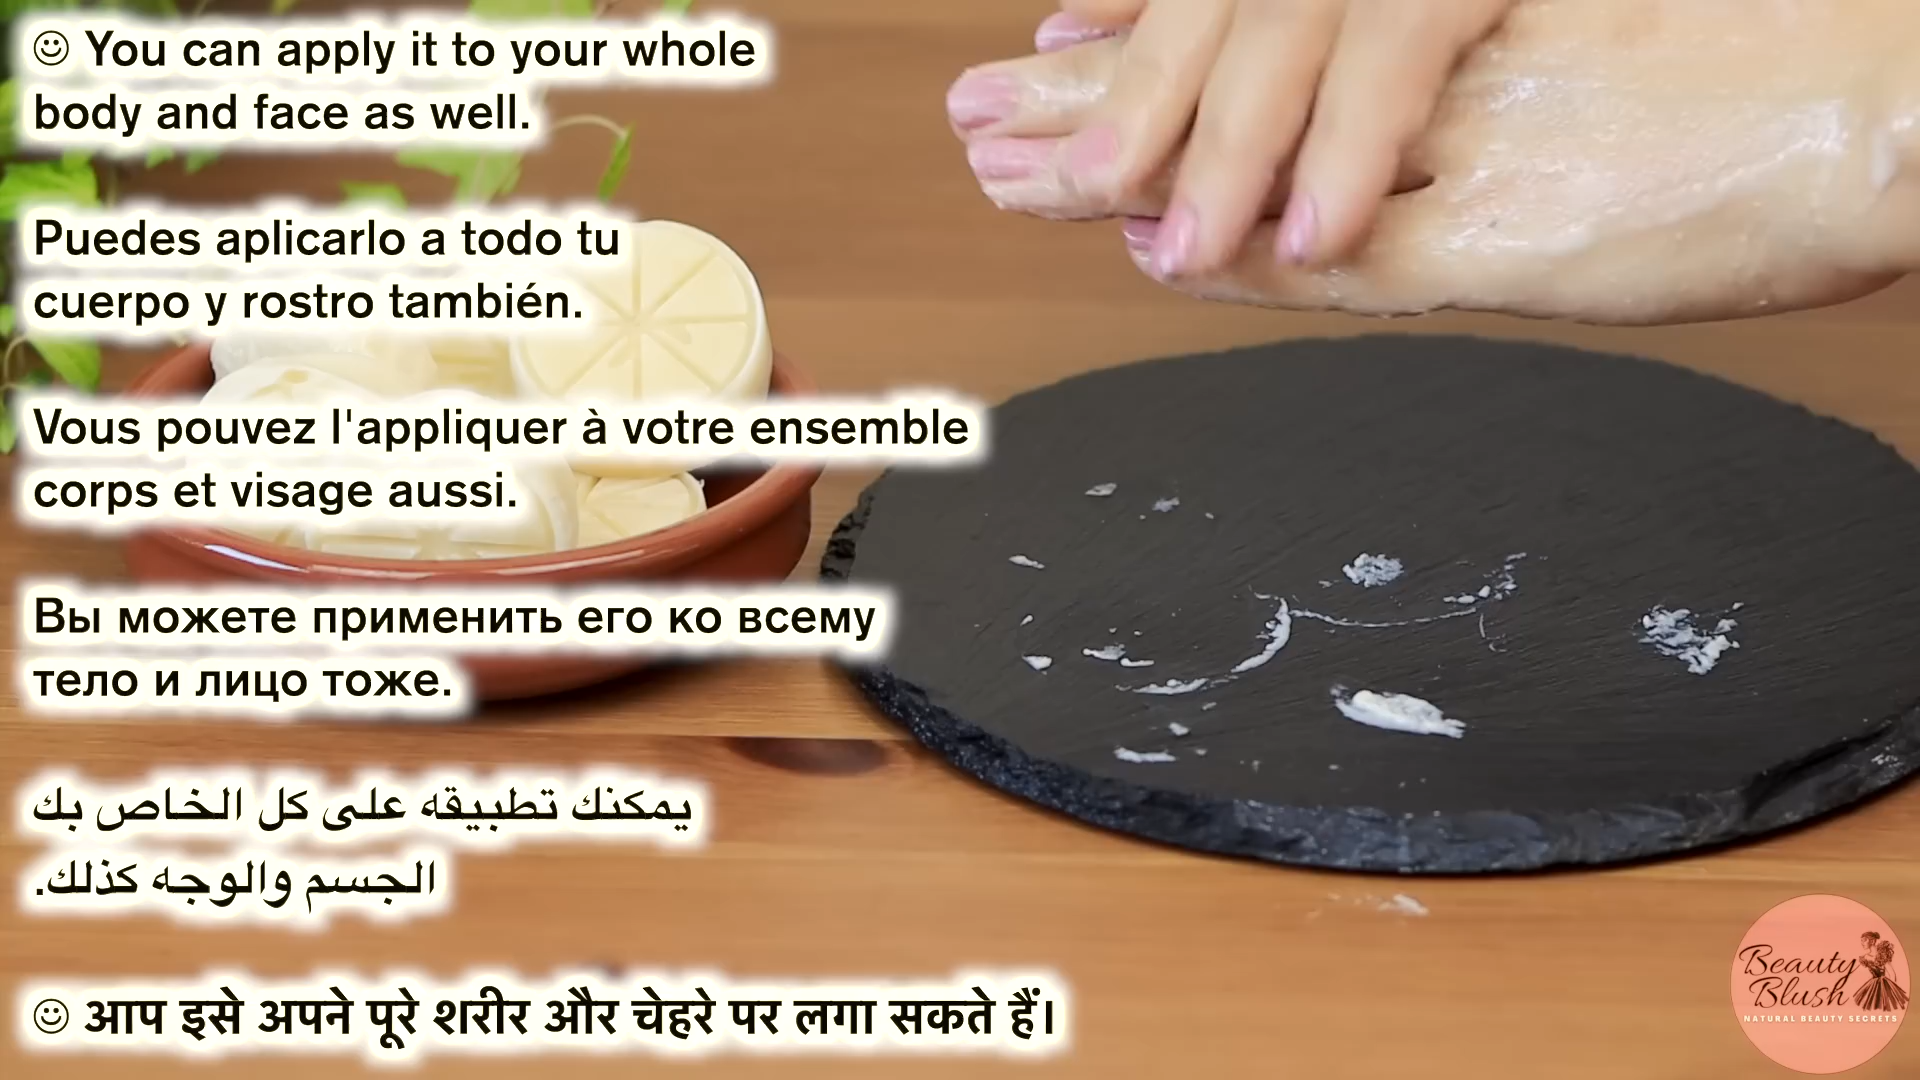 ☺ You can apply it to your whole
body and face as well.
Puedes aplicarlo a todo tu
cuerpo y rostro también.
Vous pouvez l'appliquer à votre ensemble
corps et visage aussi.
Вы можете применить его ко всему
тело и лицо тоже.
يمكنك تطبيقه على كل الخاص بك
الجسم والوجه كذلك.
☺ आप इसे अपने पूरे शरीर और चेहरे पर लगा सकते हैं।
Beauty
Blush
NATURAL BEAUTY SECRETS